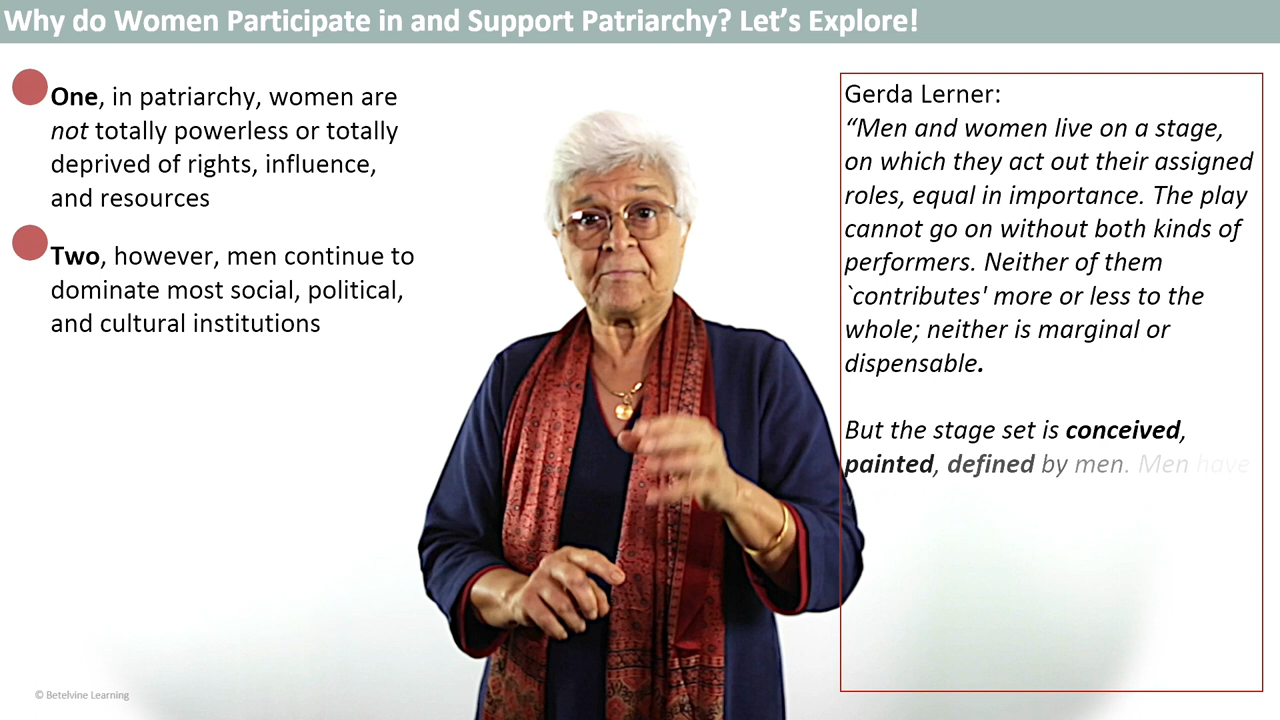 Why do Women Participate in and Support Patriarchy? Let's Explore!
One, in patriarchy, women are
not totally powerless or totally
deprived of rights, influence,
and resources
Two, however, men continue to
dominate most social, political,
and cultural institutions
Gerda Lerner:
“Men and women live on a stage,
on which they act out their assigned
roles, equal in importance. The play
cannot go on without both kinds of
performers. Neither of them
`contributes' more or less to the
whole; neither is marginal or
dispensable.
But the stage set is conceived,
painted, defined by men. Men have
© Betelvine Learning